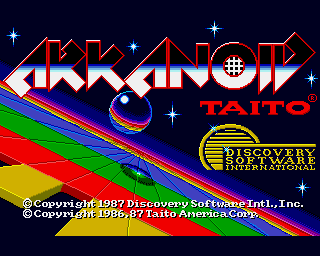 ARKANOID
TAITO®
DISCOVERY
SOFTWARE
INTERNATIONAL
©Copyright 1987 Discovery Software Intl., Inc.
©Copyright 1986,87 Taito America Corp.